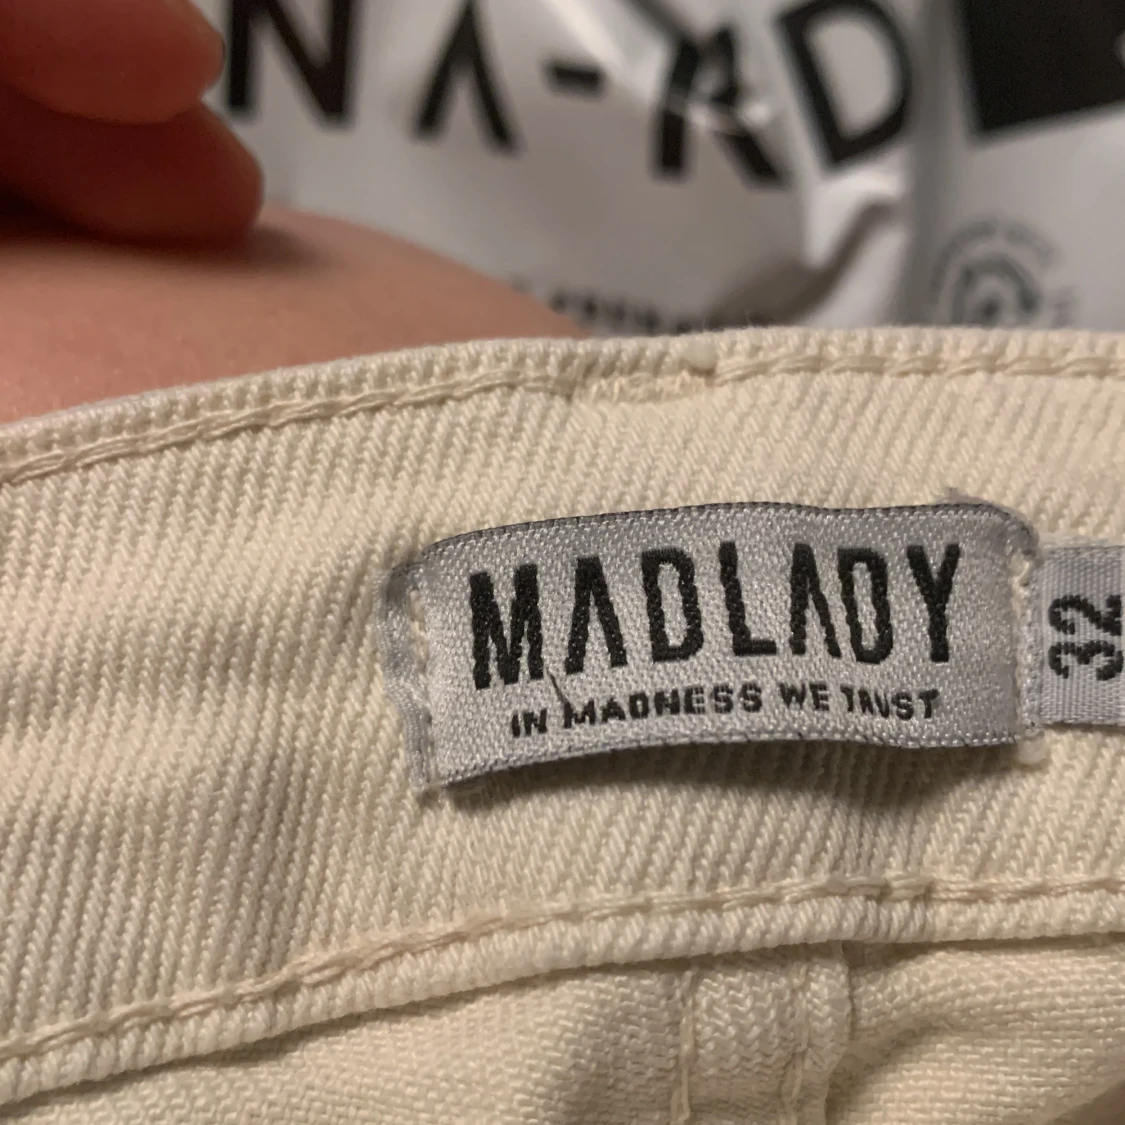 NA-KD
MADLADY
IN MADNESS WE TRUST
32